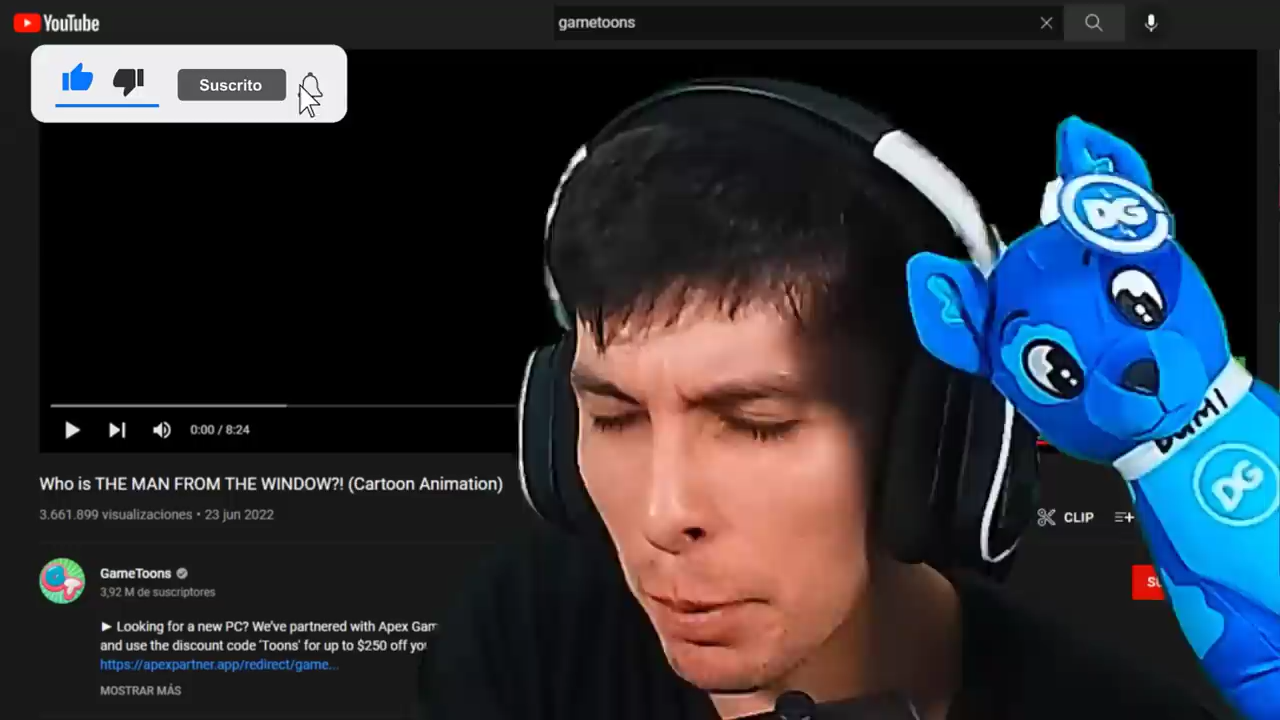 YouTube
gametoons
Suscrito
DG
DAMI
DG
0:00 / 8:24
Who is THE MAN FROM THE WINDOW?! (Cartoon Animation)
3.661.899 visualizaciones • 23 jun 2022
CLIP
GameToons
3,92 M de suscriptores
SU
► Looking for a new PC? We've partnered with Apex Gam
and use the discount code 'Toons' for up to $250 off you
https://apexpartner.app/redirect/game...
MOSTRAR MÁS